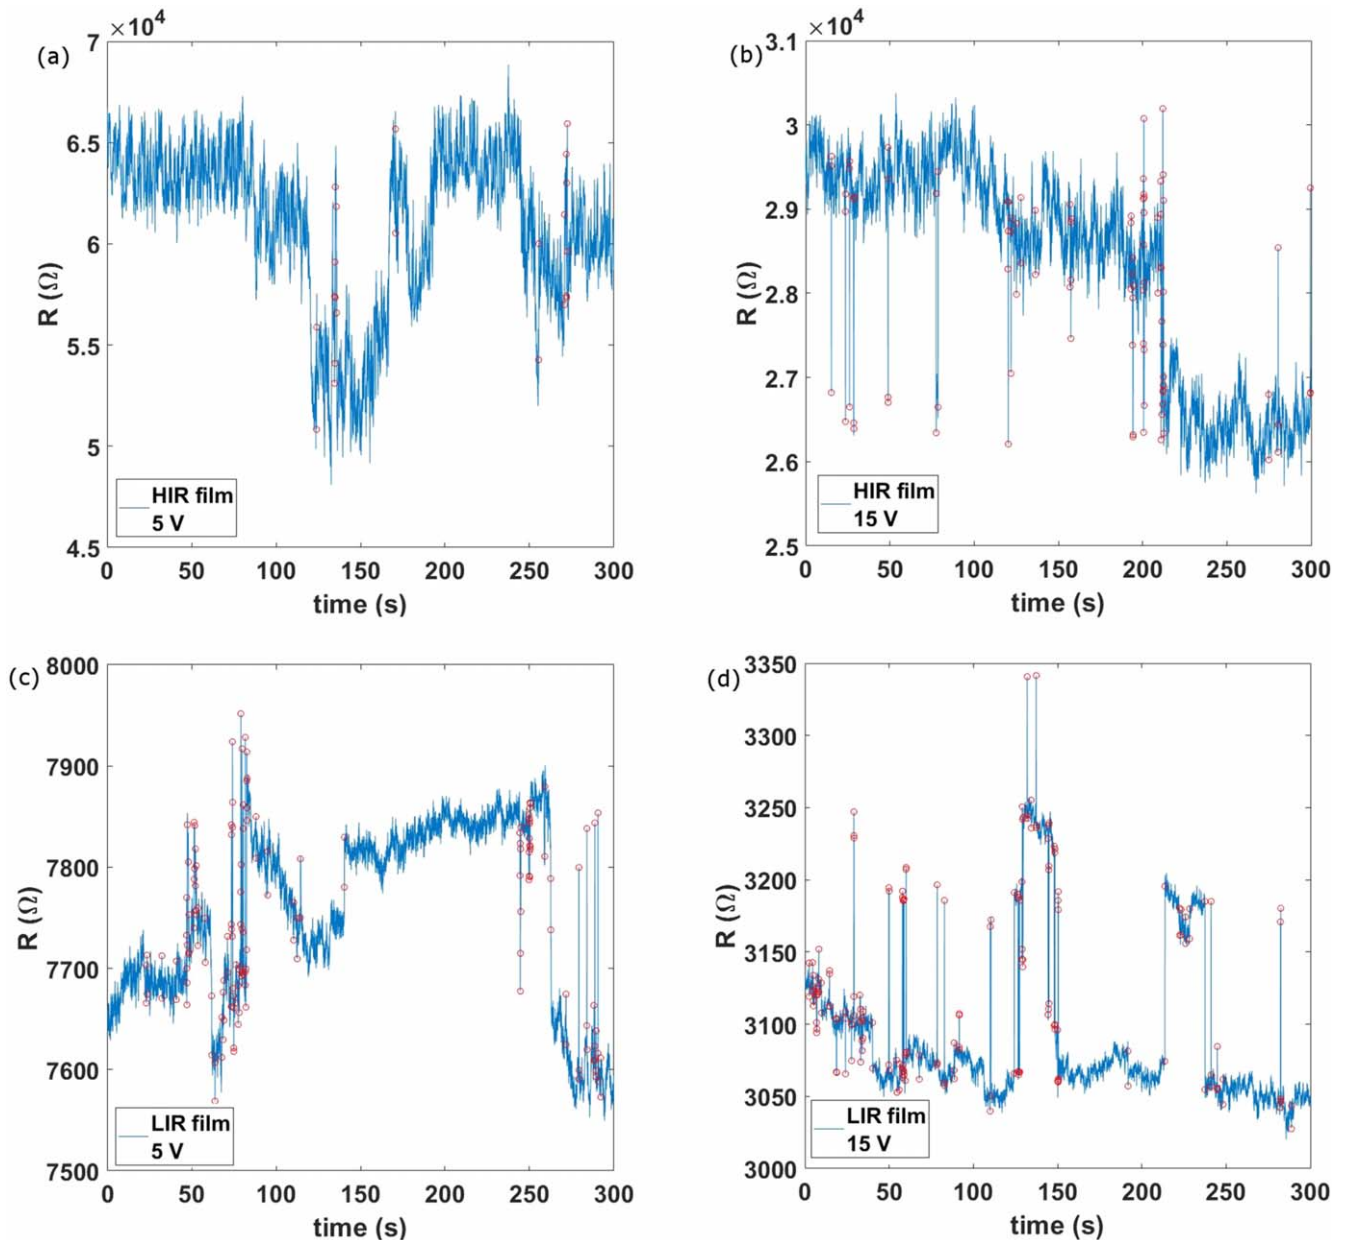 (a)
×10⁴
7
6.5
6
5.5
5
4.5
R (Ω)
HIR film
5 V
0 50 100 150 200 250 300
time (s)
(b)
×10⁴
3.1
3
2.9
2.8
2.7
2.6
2.5
R (Ω)
HIR film
15 V
0 50 100 150 200 250 300
time (s)
(c)
8000
7900
7800
7700
7600
7500
R (Ω)
LIR film
5 V
0 50 100 150 200 250 300
time (s)
(d)
3350
3300
3250
3200
3150
3100
3050
3000
R (Ω)
LIR film
15 V
0 50 100 150 200 250 300
time (s)